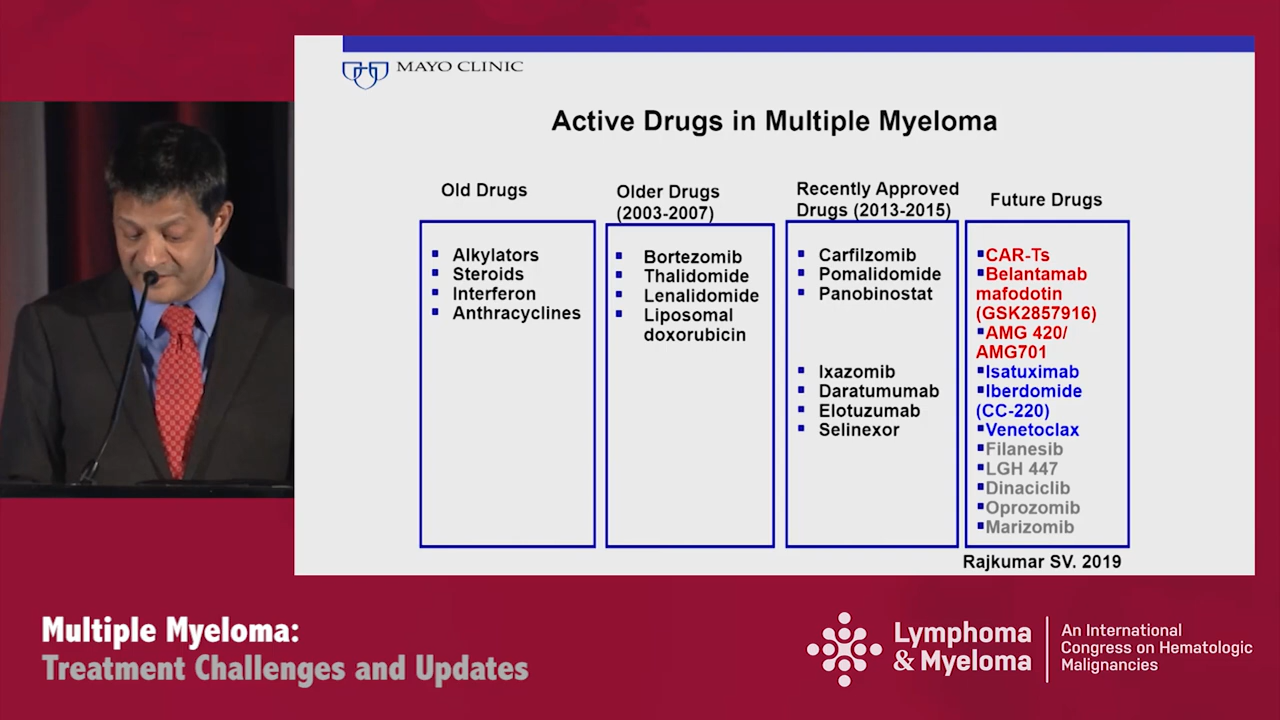 MAYO CLINIC
Active Drugs in Multiple Myeloma
Old Drugs
▪ Alkylators
▪ Steroids
▪ Interferon
▪ Anthracyclines
Older Drugs
(2003-2007)
▪ Bortezomib
▪ Thalidomide
▪ Lenalidomide
▪ Liposomal
doxorubicin
Recently Approved
Drugs (2013-2015)
▪ Carfilzomib
▪ Pomalidomide
▪ Panobinostat
▪ Ixazomib
▪ Daratumumab
▪ Elotuzumab
▪ Selinexor
Future Drugs
▪CAR-Ts
▪Belantamab
mafodotin
(GSK2857916)
▪AMG 420/
AMG701
▪Isatuximab
▪Iberdomide
(CC-220)
▪Venetoclax
▪Filanesib
▪LGH 447
▪Dinaciclib
▪Oprozomib
▪Marizomib
Rajkumar SV. 2019
Multiple Myeloma:
Treatment Challenges and Updates
Lymphoma
& Myeloma
An International
Congress on Hematologic
Malignancies